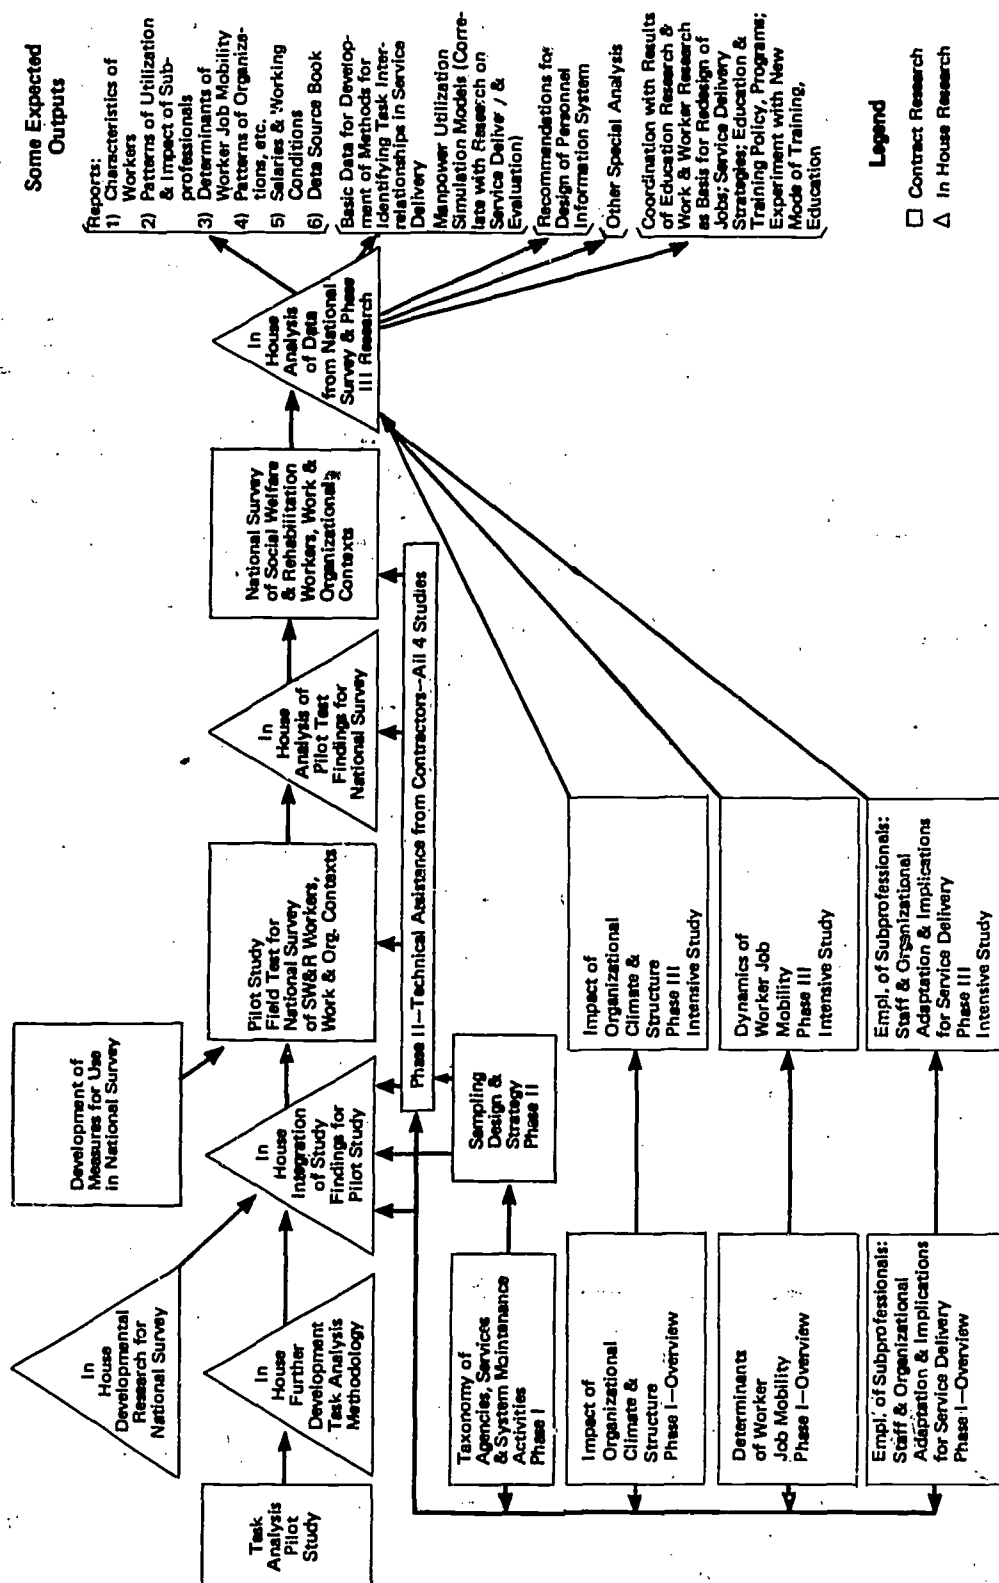 Some Expected
Outputs
Reports:
1) Characteristics of
Workers
2) Patterns of Utilization
& Impact of Sub-
professionals
3) Determinants of
Worker Job Mobility
4) Patterns of Organiza-
tions, etc.
5) Salaries & Working
Conditions
6) Data Source Book
Basic Data for Develop-
ment of Methods for
Identifying Task Inter-
relationships in Service
Delivery
Manpower Utilization
Simulation Models (Corre-
late with Research on
Service Delivery &
Evaluation)
Recommendations for
Design of Personnel
Information System
Other Special Analysis
Coordination with Results
of Education Research &
Work & Worker Research
as Basis for Redesign of
Jobs; Service Delivery
Strategies; Education &
Training Policy, Programs;
Experiment with New
Mode of Training,
Education
Legend
Contract Research
In House Research
In
House
Developmental
Research for
National Survey
Development of
Measures for Use
in National Survey
Task
Analysis
Pilot
Study
In
House
Further
Development
Task Analysis
Methodology
In
House
Integration
of Study
Findings for
Pilot Study
Pilot Study
Field Test for
National Survey
of SW&R Workers,
Work & Org. Contexts
In
House
Analysis of
Pilot Test
Findings for
National Survey
National Survey
of Social Welfare
& Rehabilitation
Workers, Work &
Organizational
Contexts
In
House
Analysis
of Data
from National
Survey & Phase
III Research
Phase II—Technical Assistance from Contractors—All 4 Studies
Taxonomy of
Agencies, Services
& System Mointance
Activities
Phase I
Sampling
Design &
Strategy
Phase II
Impact of
Organizational
Climate &
Structure
Phase I—Overview
Impact of
Organizational
Climate &
Structure
Phase III
Intensive Study
Determinants
of Worker
Job Mobility
Phase I—Overview
Dynamics of
Worker Job
Mobility
Phase III
Intensive Study
Empl. of Subprofessionals:
Staff & Organizational
Adaptation & Implications
for Service Delivery
Phase I—Overview
Empl. of Subprofessionals:
Staff & Organizational
Adaptation & Implications
for Service Delivery
Phase III
Intensive Study